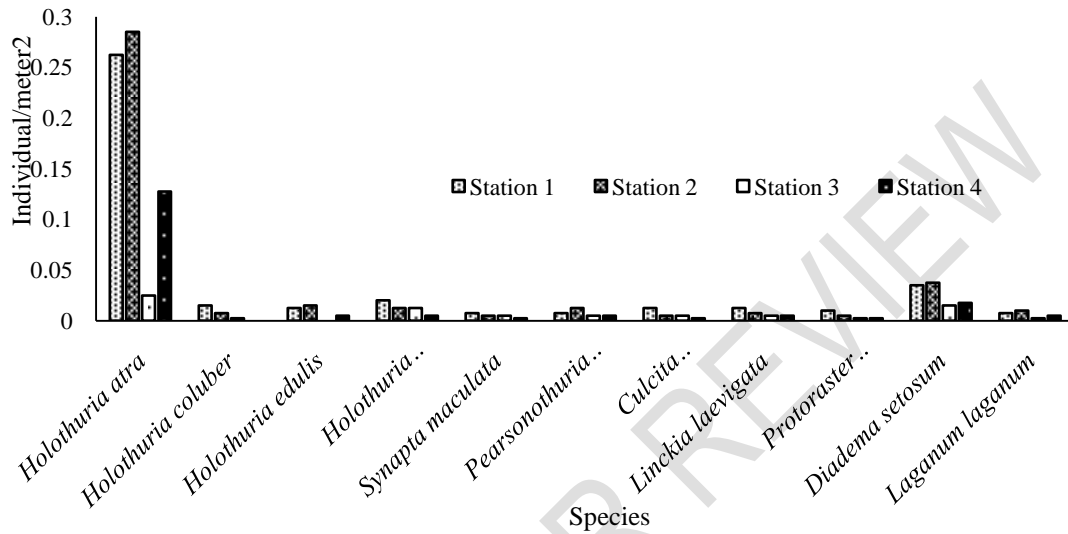 0.3
0.25
0.2
0.15
0.1
0.05
0
Individual/meter2
Station 1 Station 2 Station 3 Station 4
Holothuria atra
Holothuria coluber
Holothuria edulis
Holothuria..
Synapta maculata
Pearsonothuria..
Culcita..
Linckia laevigata
Protoraster..
Diadema setosum
Laganum laganum
Species
R REVIEW